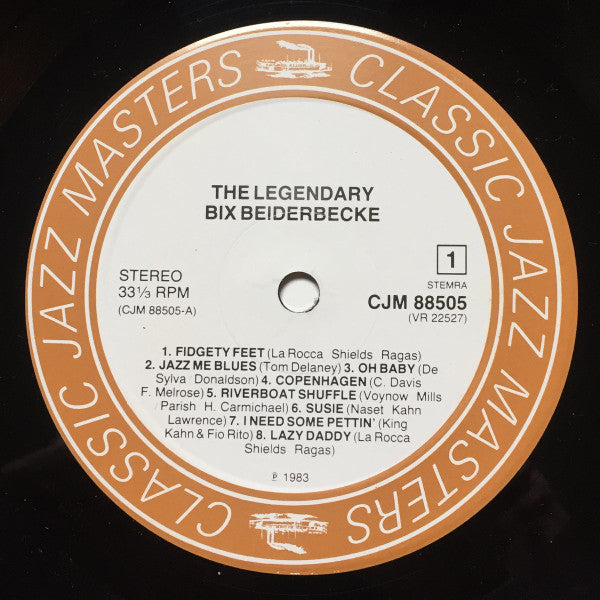 CLASSIC JAZZ MASTERS
CLASSIC JAZZ MASTERS
THE LEGENDARY
BIX BEIDERBECKE
STEREO
33⅓ RPM
(CJM 88505-A)
1
STEMRA
CJM 88505
(VR 22527)
1. FIDGETY FEET (La Rocca Shields Ragas)
2. JAZZ ME BLUES (Tom Delaney) 3. OH BABY (De
Sylva Donaldson) 4. COPENHAGEN (C. Davis
F. Melrose) 5. RIVERBOAT SHUFFLE (Voynow Mills
Parish H. Carmichael) 6. SUSIE (Naset Kahn
Lawrence) 7. I NEED SOME PETTIN' (King
Kahn & Fio Rito) 8. LAZY DADDY (La Rocca
Shields Ragas)
℗ 1983